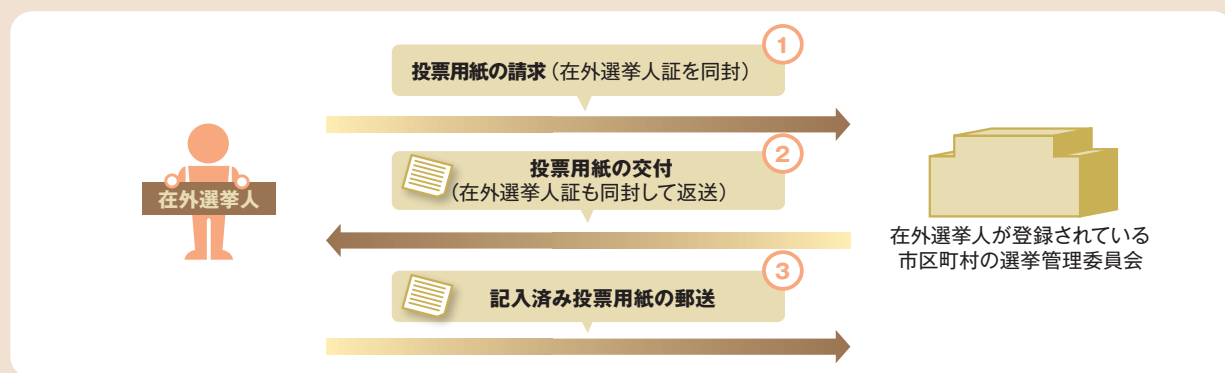 ①
投票用紙の請求（在外選挙人証を同封）
②
投票用紙の交付
（在外選挙人証も同封して返送）
在外選挙人
在外選挙人が登録されている
市区町村の選挙管理委員会
③
記入済み投票用紙の郵送